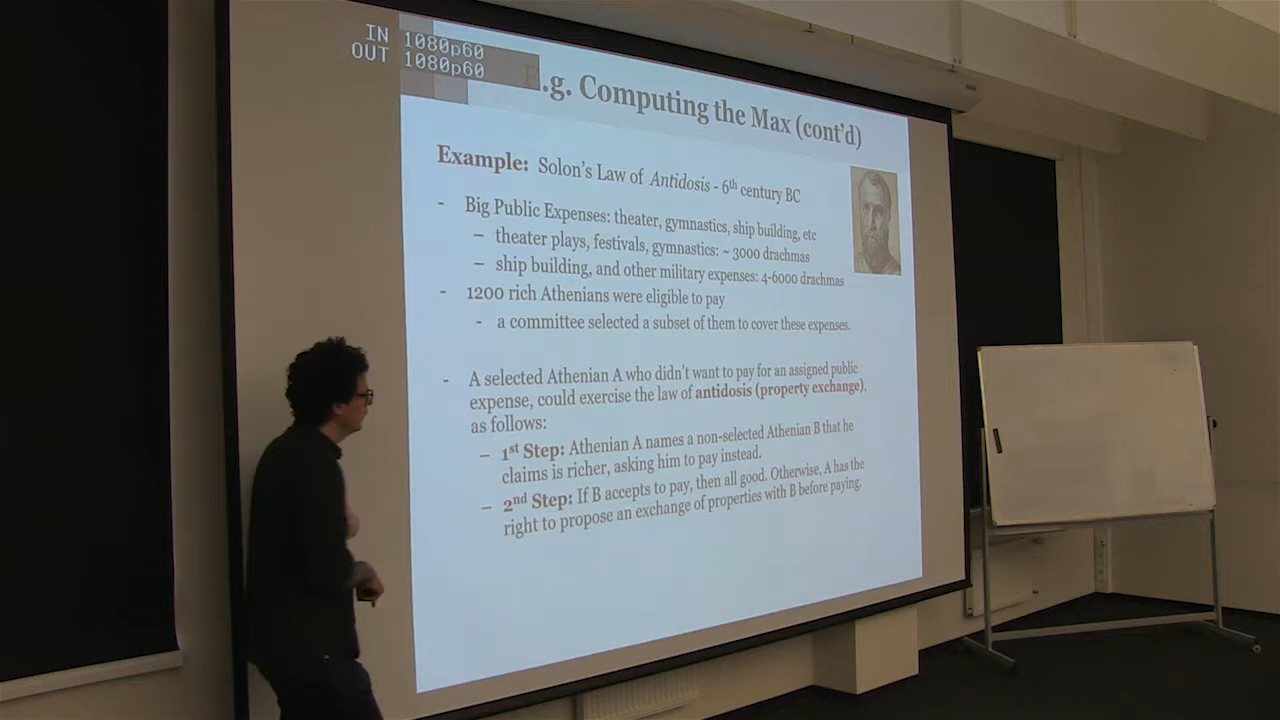 IN 1080p60
OUT 1080p60
E.g. Computing the Max (cont’d)
Example: Solon’s Law of Antidosis - 6th century BC
- Big Public Expenses: theater, gymnastics, ship building, etc
– theater plays, festivals, gymnastics: ~ 3000 drachmas
– ship building, and other military expenses: 4-6000 drachmas
- 1200 rich Athenians were eligible to pay
- a committee selected a subset of them to cover these expenses.
- A selected Athenian A who didn’t want to pay for an assigned public
expense, could exercise the law of antidosis (property exchange),
as follows:
– 1st Step: Athenian A names a non-selected Athenian B that he
claims is richer, asking him to pay instead.
– 2nd Step: If B accepts to pay, then all good. Otherwise, A has the
right to propose an exchange of properties with B before paying.